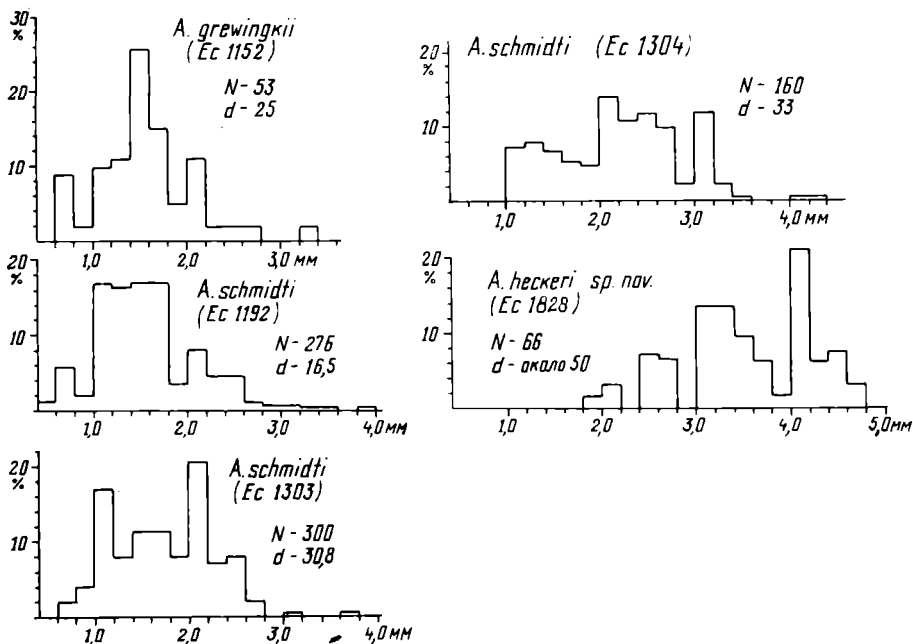 30
%
20
10
A. grewingkii
(Ec 1152)
N - 53
d - 25
1,0 2,0 3,0 мм
20
%
10
A. schmidti
(Ec 1192)
N - 276
d - 16,5
1,0 2,0 3,0 4,0 мм
20
%
10
A. schmidti
(Ec 1303)
N - 300
d - 30,8
1,0 2,0 3,0 4,0 мм
20
%
10
A. schmidti (Ec 1304)
N - 160
d - 33
1,0 2,0 3,0 4,0 мм
20
%
10
A. heckeri sp. nov.
(Ec 1828)
N - 66
d - около 50
1,0 2,0 3,0 4,0 5,0 мм